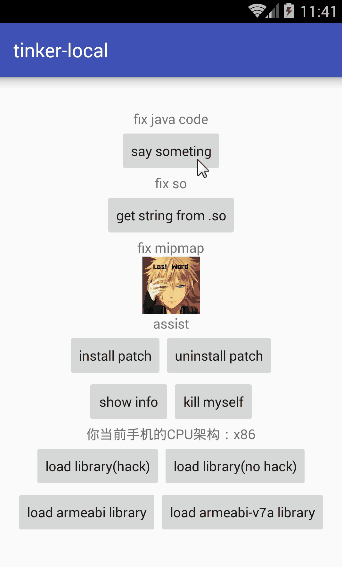 11:41
tinker-local
fix java code
say someting
fix so
get string from .so
fix mipmap
Last Word
assist
install patch uninstall patch
show info kill myself
你当前手机的CPU架构：x86
load library(hack) load library(no hack)
load armeabi library load armeabi-v7a library